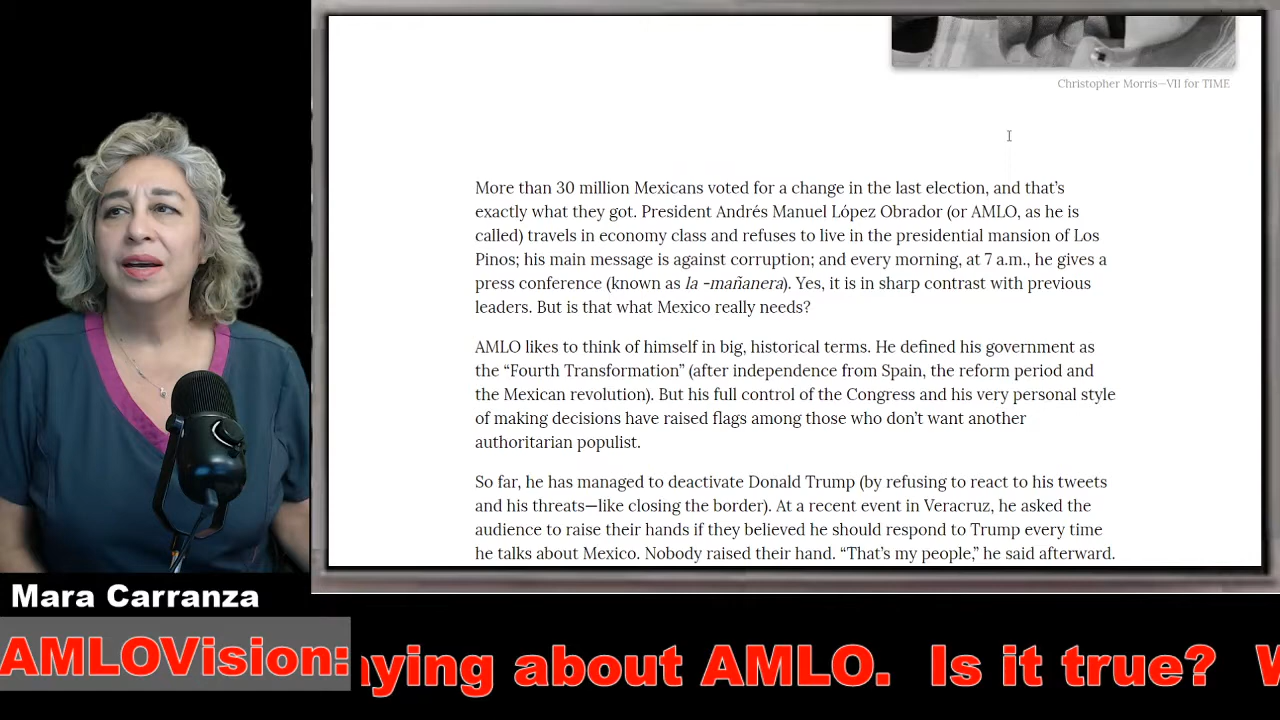 Christopher Morris—VII for TIME
More than 30 million Mexicans voted for a change in the last election, and that’s
exactly what they got. President Andrés Manuel López Obrador (or AMLO, as he is
called) travels in economy class and refuses to live in the presidential mansion of Los
Pinos; his main message is against corruption; and every morning, at 7 a.m., he gives a
press conference (known as la -mañanera). Yes, it is in sharp contrast with previous
leaders. But is that what Mexico really needs?
AMLO likes to think of himself in big, historical terms. He defined his government as
the “Fourth Transformation” (after independence from Spain, the reform period and
the Mexican revolution). But his full control of the Congress and his very personal style
of making decisions have raised flags among those who don’t want another
authoritarian populist.
So far, he has managed to deactivate Donald Trump (by refusing to react to his tweets
and his threats—like closing the border). At a recent event in Veracruz, he asked the
audience to raise their hands if they believed he should respond to Trump every time
he talks about Mexico. Nobody raised their hand. “That’s my people,” he said afterward.
Mara Carranza
AMLOVision: aying about AMLO. Is it true? W